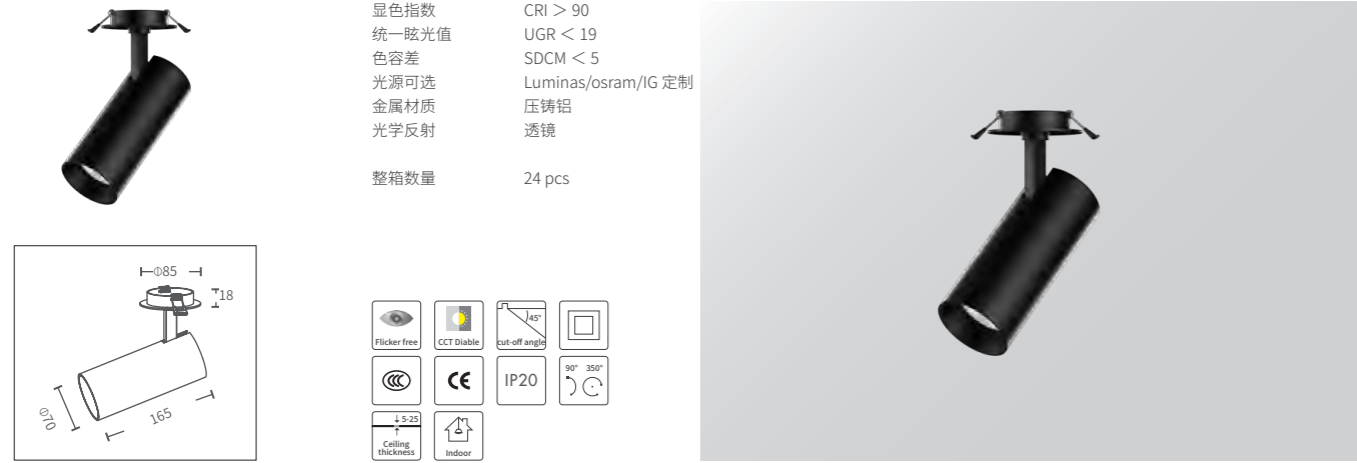 显色指数 CRI > 90
统一眩光值 UGR < 19
色容差 SDCM < 5
光源可选 Luminas/osram/IG 定制
金属材质 压铸铝
光学反射 透镜
整箱数量 24 pcs
Φ85
18
Φ70
165
Flicker free
CCT Diable
45°
cut-off angle
CCC
CE
IP20
90° 350°
5-25
Ceiling
thickness
Indoor